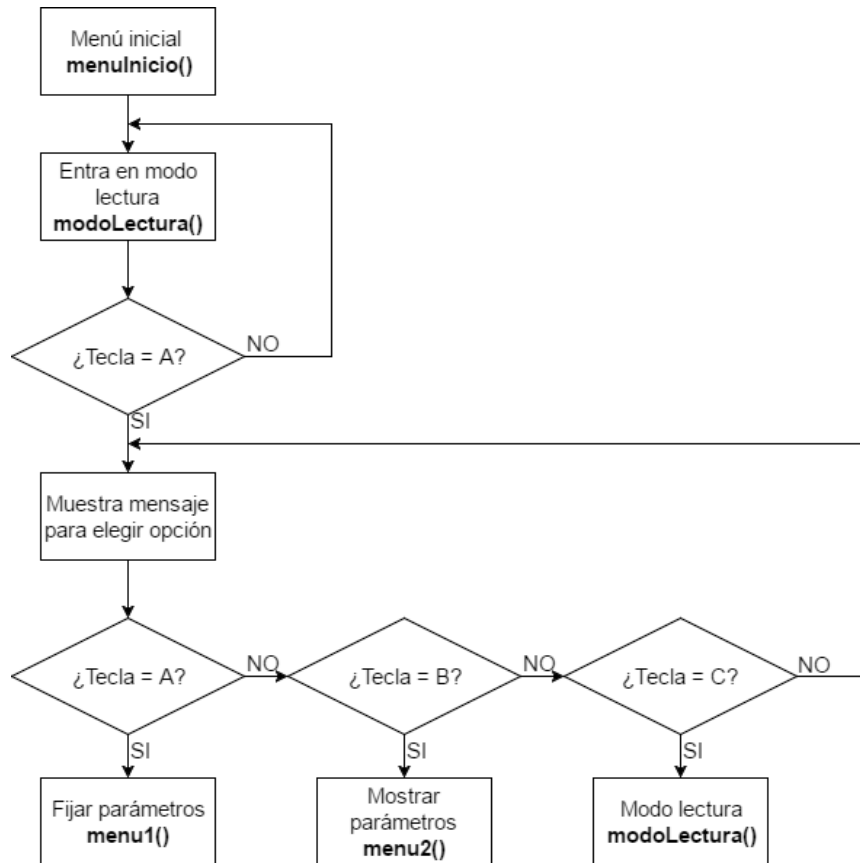 Menú inicial
menuInicio()
Entra en modo
lectura
modoLectura()
¿Tecla = A?
NO
SI
Muestra mensaje
para elegir opción
¿Tecla = A?
NO
¿Tecla = B?
NO
¿Tecla = C?
NO
SI
SI
SI
Fijar parámetros
menu1()
Mostrar
parámetros
menu2()
Modo lectura
modoLectura()